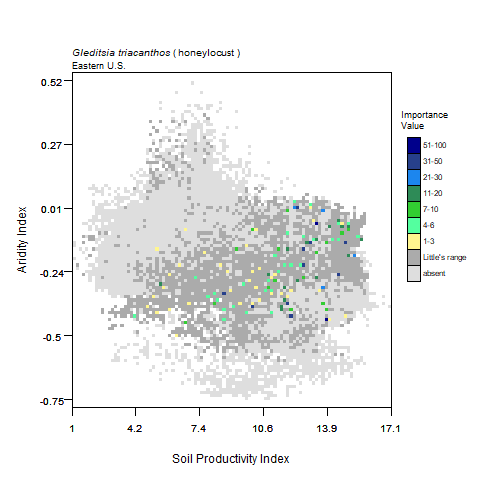 Gleditsia triacanthos ( honeylocust )
Eastern U.S.
Importance
Value
51-100
31-50
21-30
11-20
7-10
4-6
1-3
Little's range
absent
Aridity Index
0.52
0.27
0.01
-0.24
-0.5
-0.75
1 4.2 7.4 10.6 13.9 17.1
Soil Productivity Index